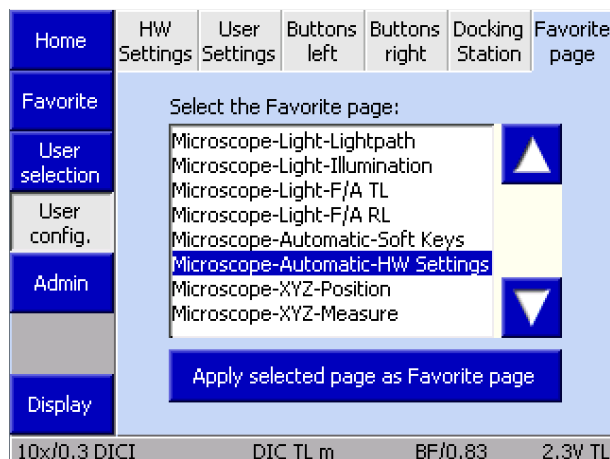 Home
HW Settings
User Settings
Buttons left
Buttons right
Docking Station
Favorite page
Favorite
User selection
User config.
Admin
Display
Select the Favorite page:
Microscope-Light-Lightpath
Microscope-Light-Illumination
Microscope-Light-F/A TL
Microscope-Light-F/A RL
Microscope-Automatic-Soft Keys
Microscope-Automatic-HW Settings
Microscope-XYZ-Position
Microscope-XYZ-Measure
Apply selected page as Favorite page
10x/0.3 DICI DIC TL m BF/0.83 2.3V TL